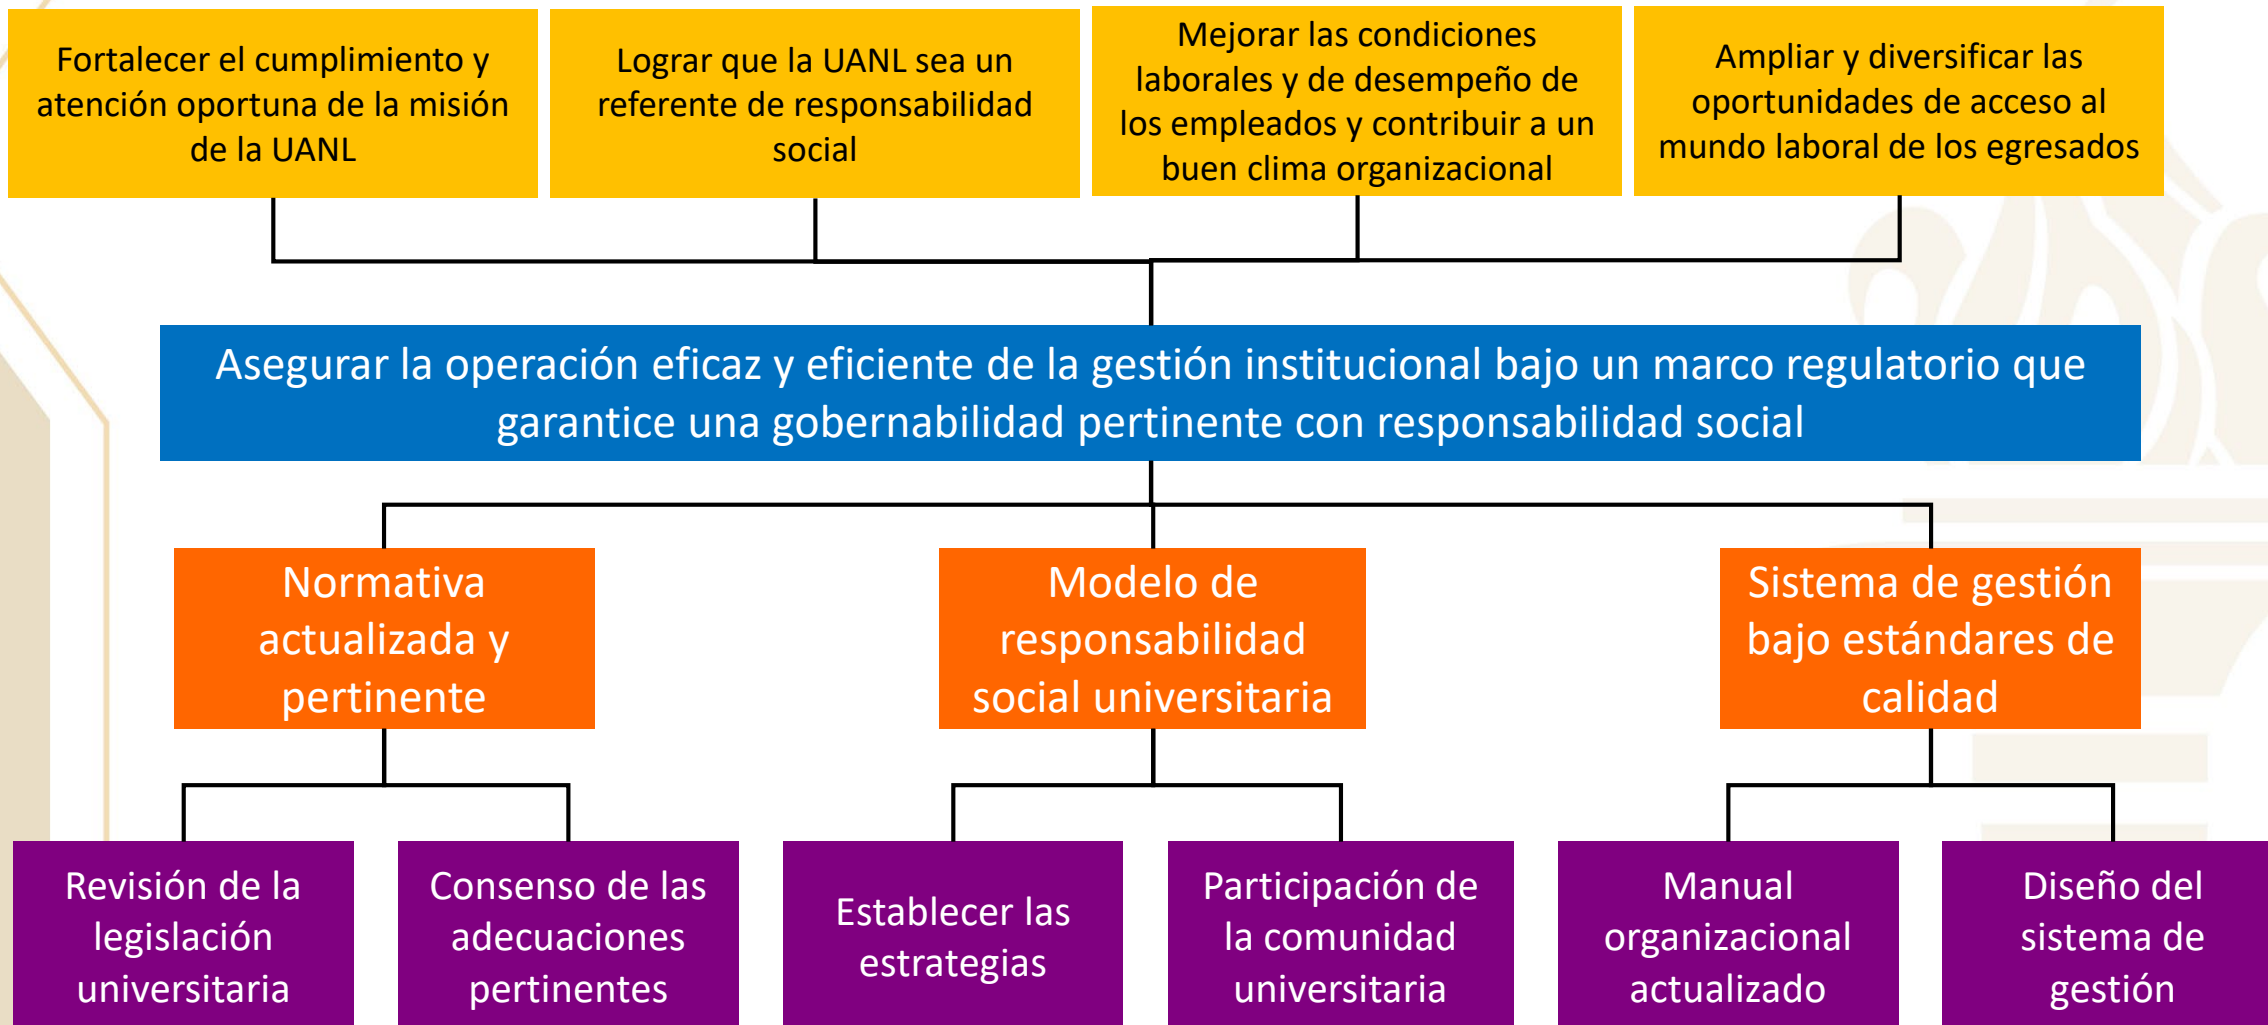 Fortalecer el cumplimiento y
atención oportuna de la misión
de la UANL
Lograr que la UANL sea un
referente de responsabilidad
social
Mejorar las condiciones
laborales y de desempeño de
los empleados y contribuir a un
buen clima organizacional
Ampliar y diversificar las
oportunidades de acceso al
mundo laboral de los egresados
Asegurar la operación eficaz y eficiente de la gestión institucional bajo un marco regulatorio que
garantice una gobernabilidad pertinente con responsabilidad social
Normativa
actualizada y
pertinente
Modelo de
responsabilidad
social universitaria
Sistema de gestión
bajo estándares de
calidad
Revisión de la
legislación
universitaria
Consenso de las
adecuaciones
pertinentes
Establecer las
estrategias
Participación de
la comunidad
universitaria
Manual
organizacional
actualizado
Diseño del
sistema de
gestión